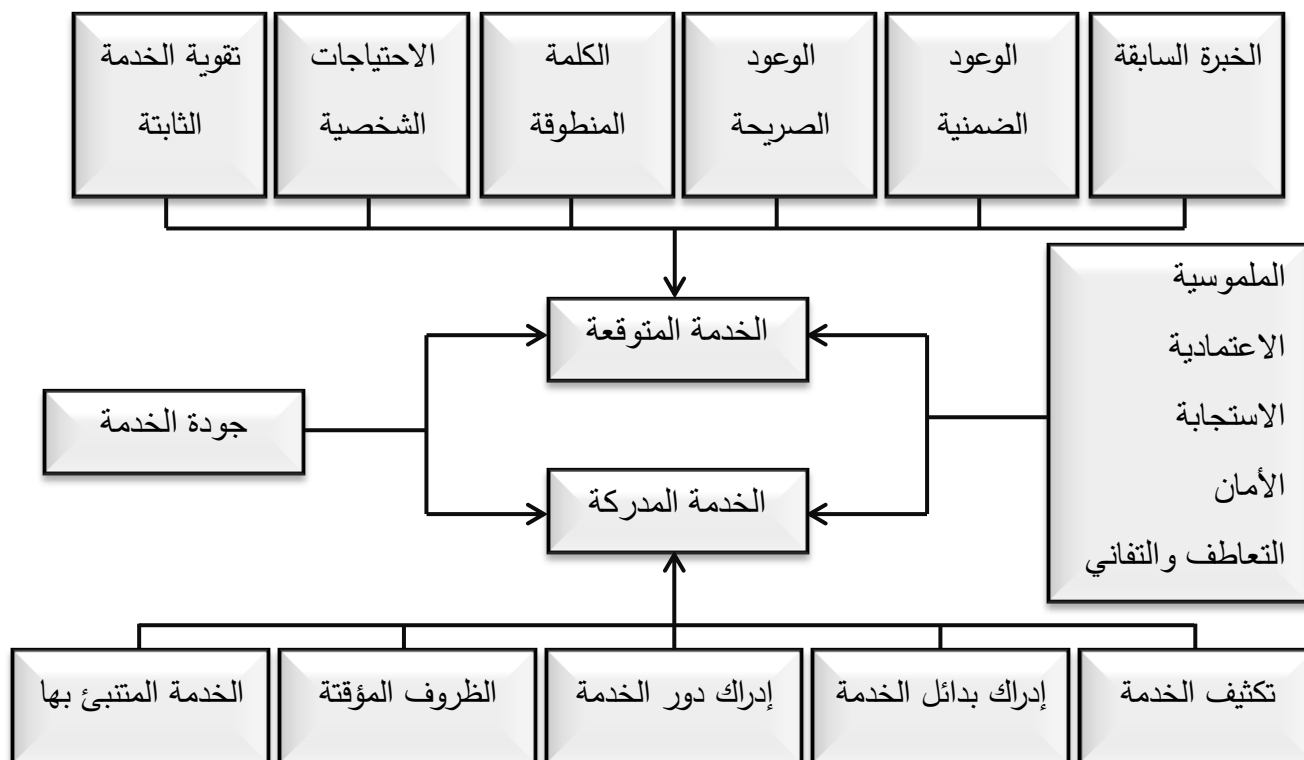 الخبرة السابقة
الوعود
الضمنية
الوعود
الصريحة
الكلمة
المنطوقة
الاحتياجات
الشخصية
تقوية الخدمة
الثابتة
الملموسية
الاعتمادية
الاستجابة
الأمان
التعاطف والتفاني
الخدمة المتوقعة
جودة الخدمة
الخدمة المدركة
تكثيف الخدمة
إدراك بدائل الخدمة
إدراك دور الخدمة
الظروف المؤقتة
الخدمة المتنبئ بها